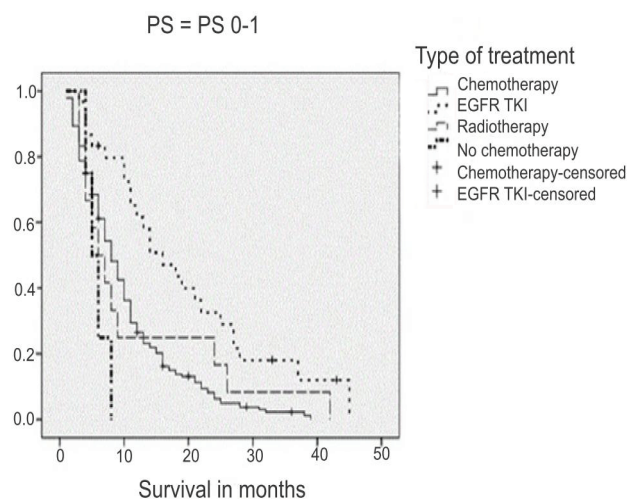 PS = PS 0-1
Type of treatment
Chemotherapy
EGFR TKI
Radiotherapy
No chemotherapy
Chemotherapy-censored
EGFR TKI-censored
1.0
0.8
0.6
0.4
0.2
0.0
0 10 20 30 40 50
Survival in months